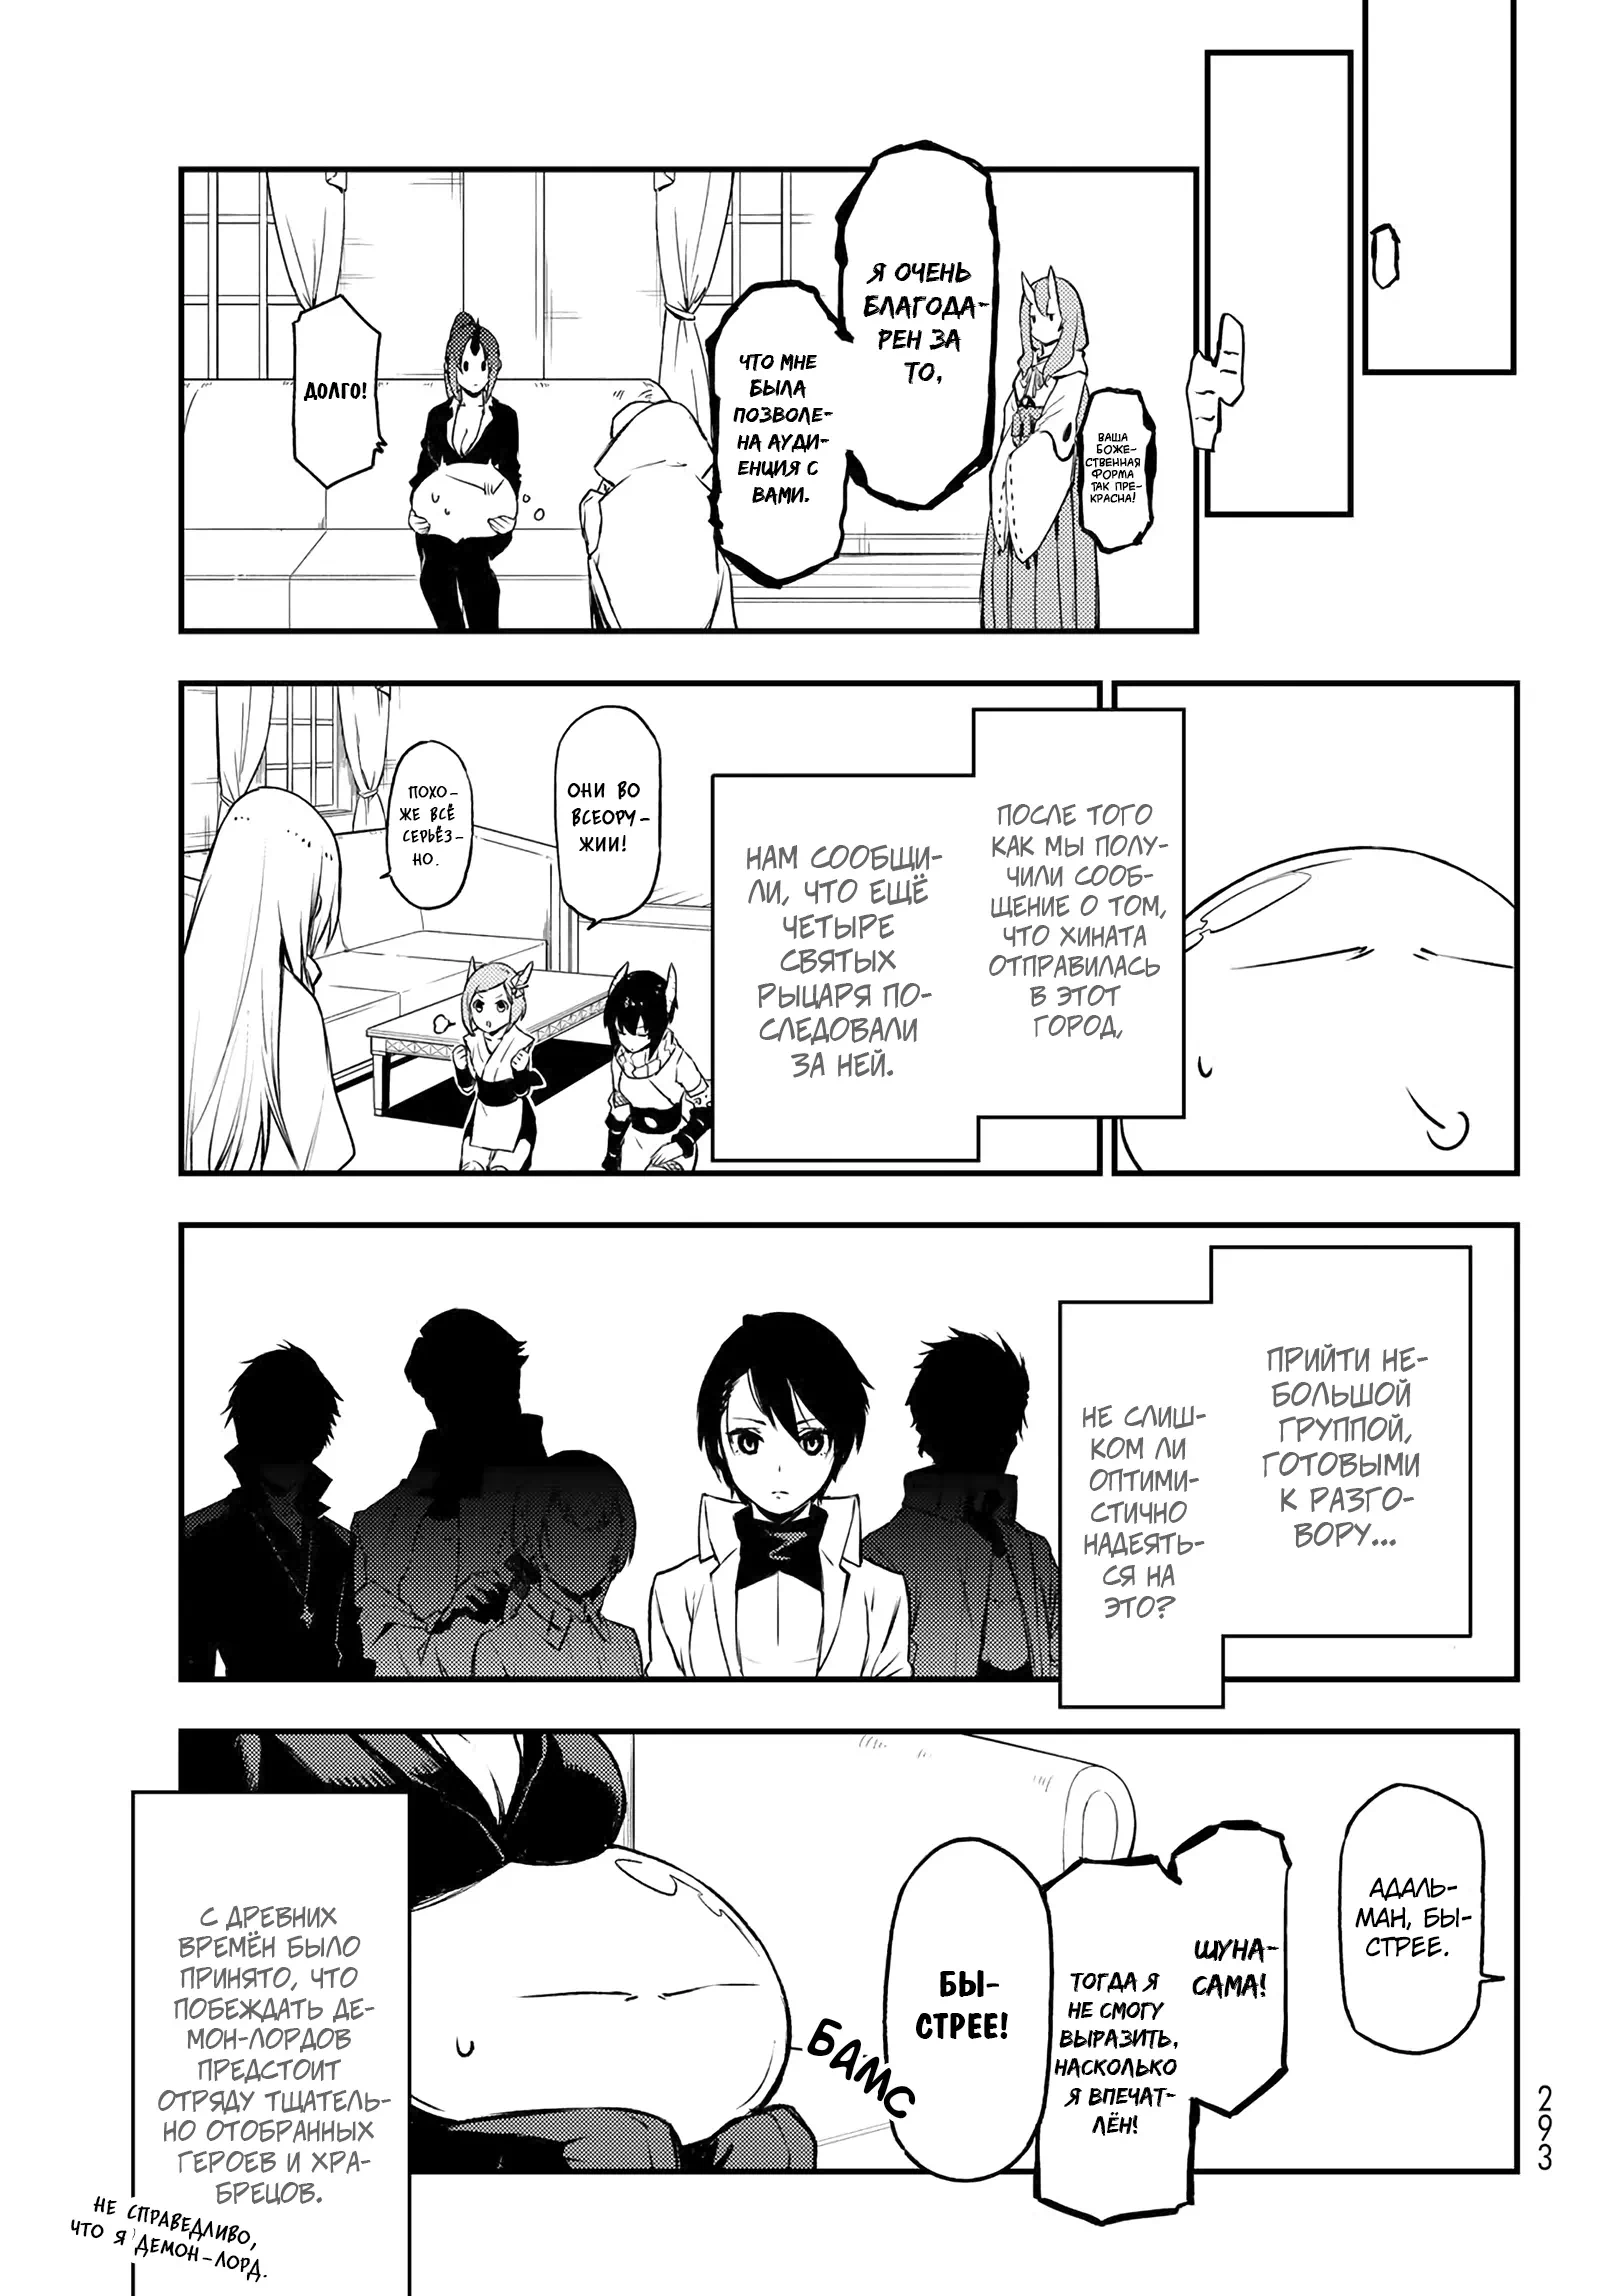 ВАША
БОЖЕ-
СТВЕННАЯ
ФОРМА
ТАК ПРЕ-
КРАСНА!
Я ОЧЕНЬ
БЛАГОДА-
РЕН ЗА
ТО,
ЧТО МНЕ
БЫЛА
ПОЗВОЛЕ-
НА АУДИ-
ЕНЦИЯ С
ВАМИ.
ДОЛГО!
ПОСЛЕ ТОГО
КАК МЫ ПОЛУ-
ЧИЛИ СООБ-
ЩЕНИЕ О ТОМ,
ЧТО ХИНАТА
ОТПРАВИЛАСЬ
В ЭТОТ
ГОРОД,
НАМ СООБЩИ-
ЛИ, ЧТО ЕЩЁ
ЧЕТЫРЕ
СВЯТЫХ
РЫЦАРЯ ПО-
СЛЕДОВАЛИ
ЗА НЕЙ.
ОНИ ВО
ВСЕОРУ-
ЖИИ!
ПОХО-
ЖЕ ВСЁ
СЕРЬЁЗ-
НО.
ПРИЙТИ НЕ-
БОЛЬШОЙ
ГРУППОЙ,
ГОТОВЫМИ
К РАЗГО-
ВОРУ...
НЕ СЛИШ-
КОМ ЛИ
ОПТИМИ-
СТИЧНО
НАДЕЯТЬ-
СЯ НА
ЭТО?
АДАЛЬ-
МАН, БЫ-
СТРЕЕ.
ШУНА-
САМА!
ТОГДА Я
НЕ СМОГУ
ВЫРАЗИТЬ,
НАСКОЛЬКО
Я ВПЕЧАТ-
ЛЁН!
БЫ-
СТРЕЕ!
БАМС
С ДРЕВНИХ
ВРЕМЁН БЫЛО
ПРИНЯТО, ЧТО
ПОБЕЖДАТЬ ДЕ-
МОН-ЛОРДОВ
ПРЕДСТОИТ
ОТРЯДУ ТЩАТЕЛЬ-
НО ОТОБРАННЫХ
ГЕРОЕВ И ХРА-
БРЕЦОВ.
НЕ СПРАВЕДЛИВО,
ЧТО Я ДЕМОН-ЛОРД.
293